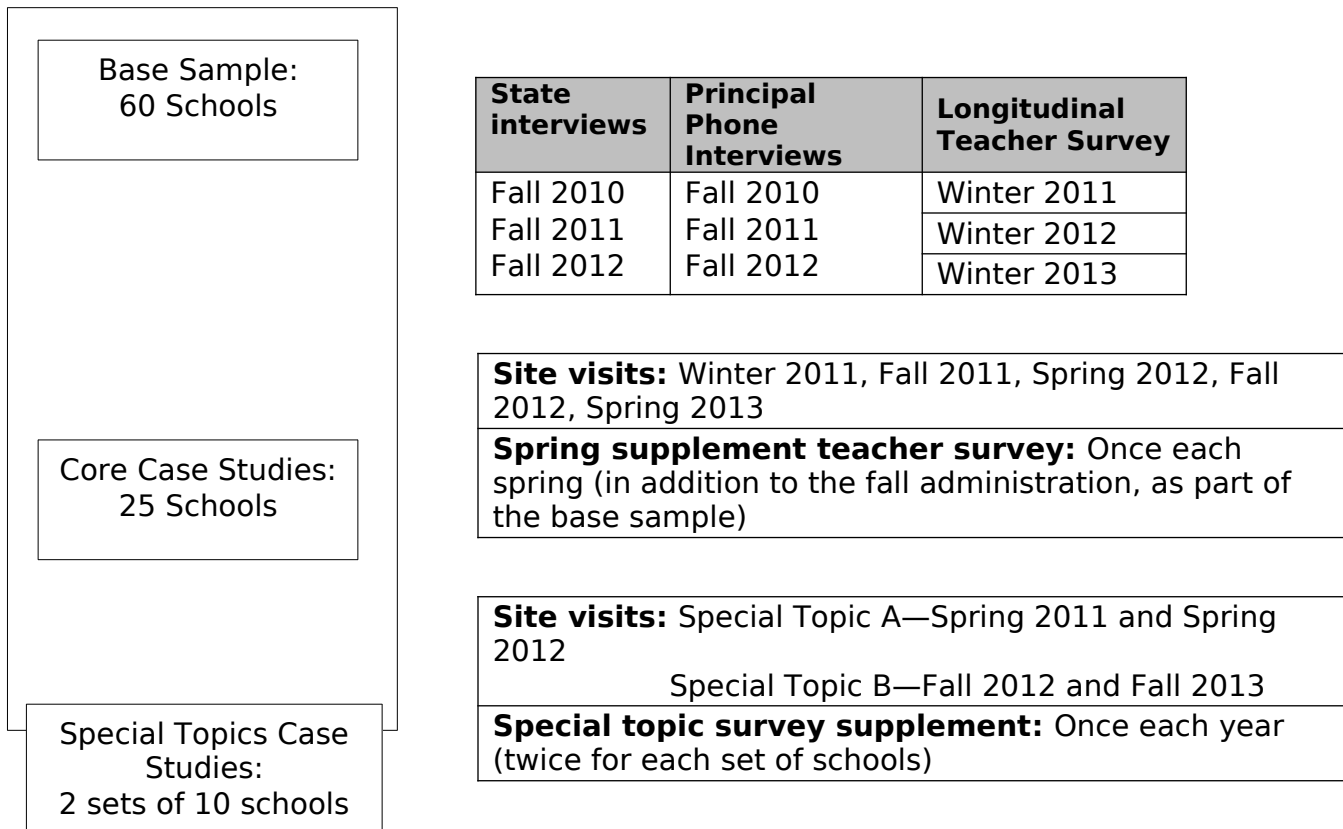 Base Sample:
60 Schools
State
interviews
Principal
Phone
Interviews
Longitudinal
Teacher Survey
Fall 2010
Fall 2011
Fall 2012
Fall 2010
Fall 2011
Fall 2012
Winter 2011
Winter 2012
Winter 2013
Core Case Studies:
25 Schools
Site visits: Winter 2011, Fall 2011, Spring 2012, Fall
2012, Spring 2013
Spring supplement teacher survey: Once each
spring (in addition to the fall administration, as part of
the base sample)
Special Topics Case
Studies:
2 sets of 10 schools
Site visits: Special Topic A—Spring 2011 and Spring
2012
Special Topic B—Fall 2012 and Fall 2013
Special topic survey supplement: Once each year
(twice for each set of schools)